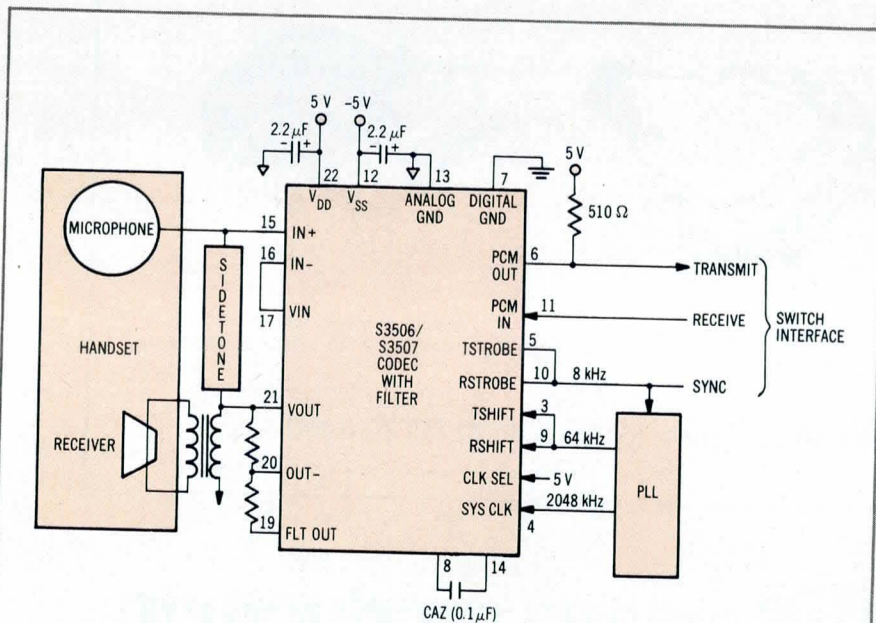 5 V
-5 V
2.2 μF
- +
2.2 μF
- +
22
12
13
7
5 V
V_DD
V_SS
ANALOG GND
DIGITAL GND
510 Ω
MICROPHONE
15
IN+
16
IN-
17
VIN
SIDETONE
HANDSET
S3506/
S3507
CODEC
WITH
FILTER
PCM
OUT
6
TRANSMIT
PCM
IN
11
RECEIVE
SWITCH
INTERFACE
TSTROBE
5
RSTROBE
10
8 kHz
SYNC
21
VOUT
TSHIFT
3
RECEIVER
RSHIFT
9
64 kHz
20
OUT-
CLK SEL
5 V
PLL
SYS CLK
2048 kHz
4
19
FLT OUT
8
14
CAZ (0.1 μF)